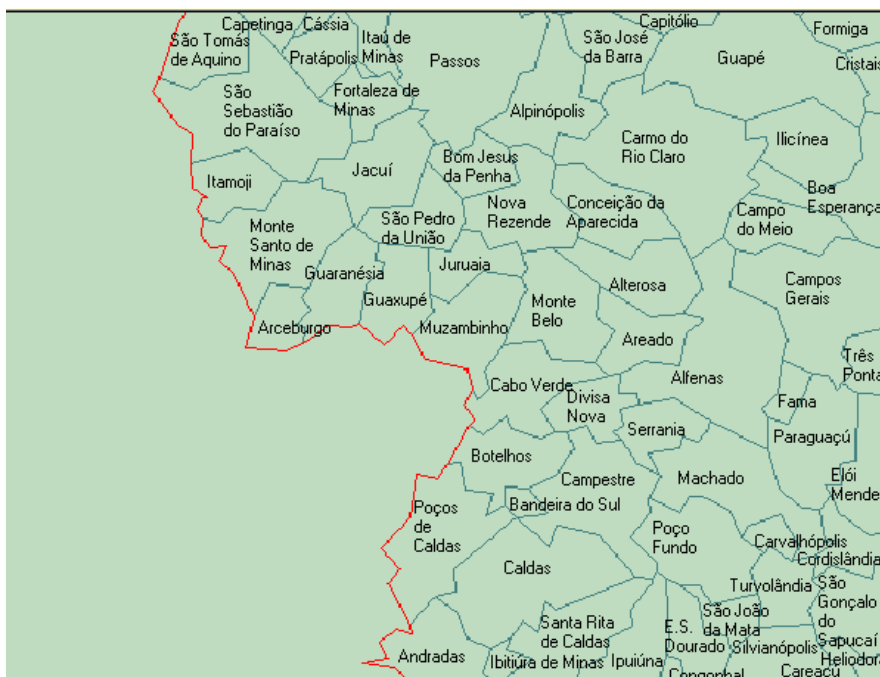 Capetinga
Cássia
Capitólio
São Tomás
de Aquino
Itaú de
Minas
São José
da Barra
Formiga
Pratápolis
Passos
Guapé
Cristais
São
Sebastião
do Paraíso
Fortaleza de
Minas
Alpinópolis
Carmo do
Rio Claro
Ilicínea
Itamoji
Jacuí
Bom Jesus
da Penha
Boa
Esperança
Monte
Santo de
Minas
São Pedro
da União
Nova
Rezende
Conceição da
Aparecida
Campo
do Meio
Guaranésia
Guaxupé
Juruaia
Alterosa
Campos
Gerais
Arceburgo
Muzambinho
Monte
Belo
Areado
Três
Ponta
Cabo Verde
Divisa
Nova
Alfenas
Fama
Serrania
Paraguaçú
Botelhos
Campestre
Machado
Elói
Mende
Bandeira do Sul
Poços
de
Caldas
Poço
Fundo
Carvalhópolis
Cordislândia
Caldas
Turvolândia
São
Gonçalo
do
Sapucaí
Santa Rita
de Caldas
E.S.
Dourado
São João
da Mata
Silvianópolis
Heliodora
Andradas
Ibitiúra de Minas
Ipuiúna
Congonhal
Careaçu